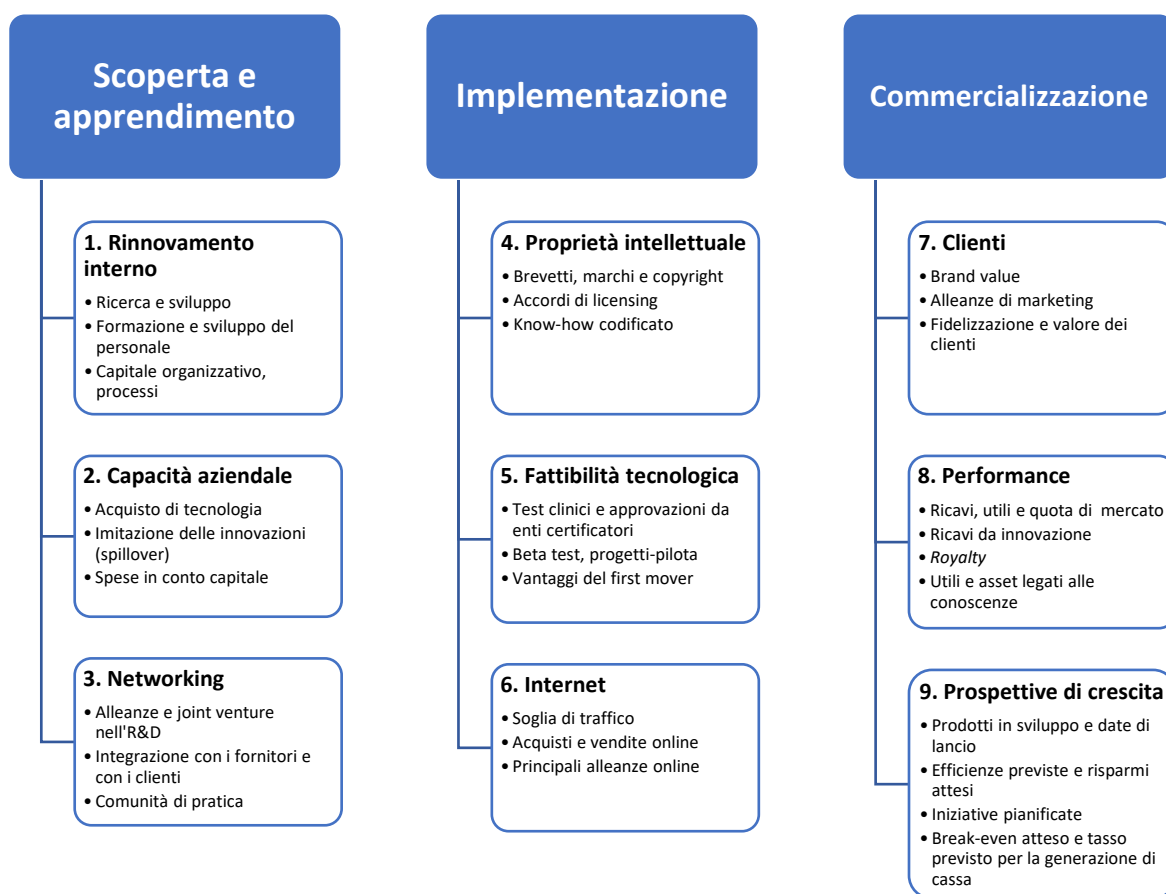 Scoperta e
apprendimento
1. Rinnovamento
interno
• Ricerca e sviluppo
• Formazione e sviluppo del
personale
• Capitale organizzativo,
processi
2. Capacità aziendale
• Acquisto di tecnologia
• Imitazione delle innovazioni
(spillover)
• Spese in conto capitale
3. Networking
• Alleanze e joint venture
nell'R&D
• Integrazione con i fornitori e
con i clienti
• Comunità di pratica
Implementazione
4. Proprietà intellettuale
• Brevetti, marchi e copyright
• Accordi di licensing
• Know-how codificato
5. Fattibilità tecnologica
• Test clinici e approvazioni da
enti certificatori
• Beta test, progetti-pilota
• Vantaggi del first mover
6. Internet
• Soglia di traffico
• Acquisti e vendite online
• Principali alleanze online
Commercializzazione
7. Clienti
• Brand value
• Alleanze di marketing
• Fidelizzazione e valore dei
clienti
8. Performance
• Ricavi, utili e quota di mercato
• Ricavi da innovazione
• Royalty
• Utili e asset legati alle
conoscenze
9. Prospettive di crescita
• Prodotti in sviluppo e date di
lancio
• Efficienze previste e risparmi
attesi
• Iniziative pianificate
• Break-even atteso e tasso
previsto per la generazione di
cassa